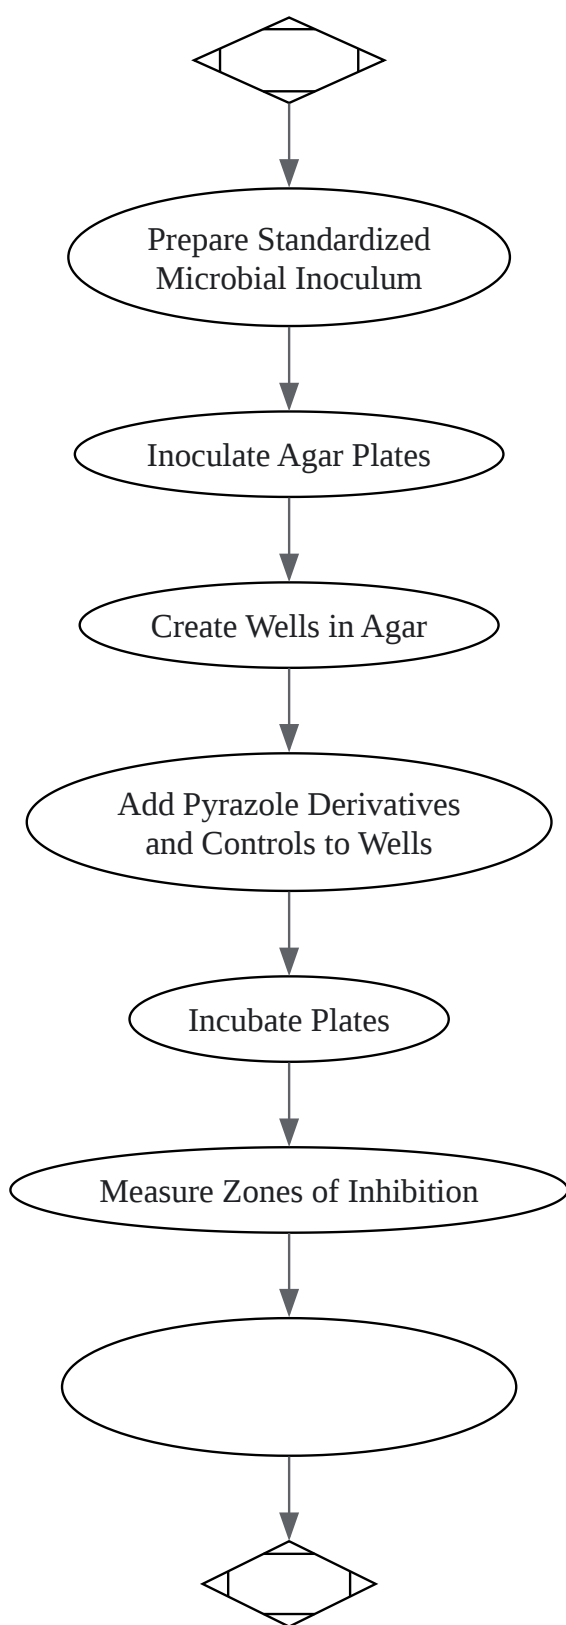 Prepare Standardized
Microbial Inoculum
Inoculate Agar Plates
Create Wells in Agar
Add Pyrazole Derivatives
and Controls to Wells
Incubate Plates
Measure Zones of Inhibition